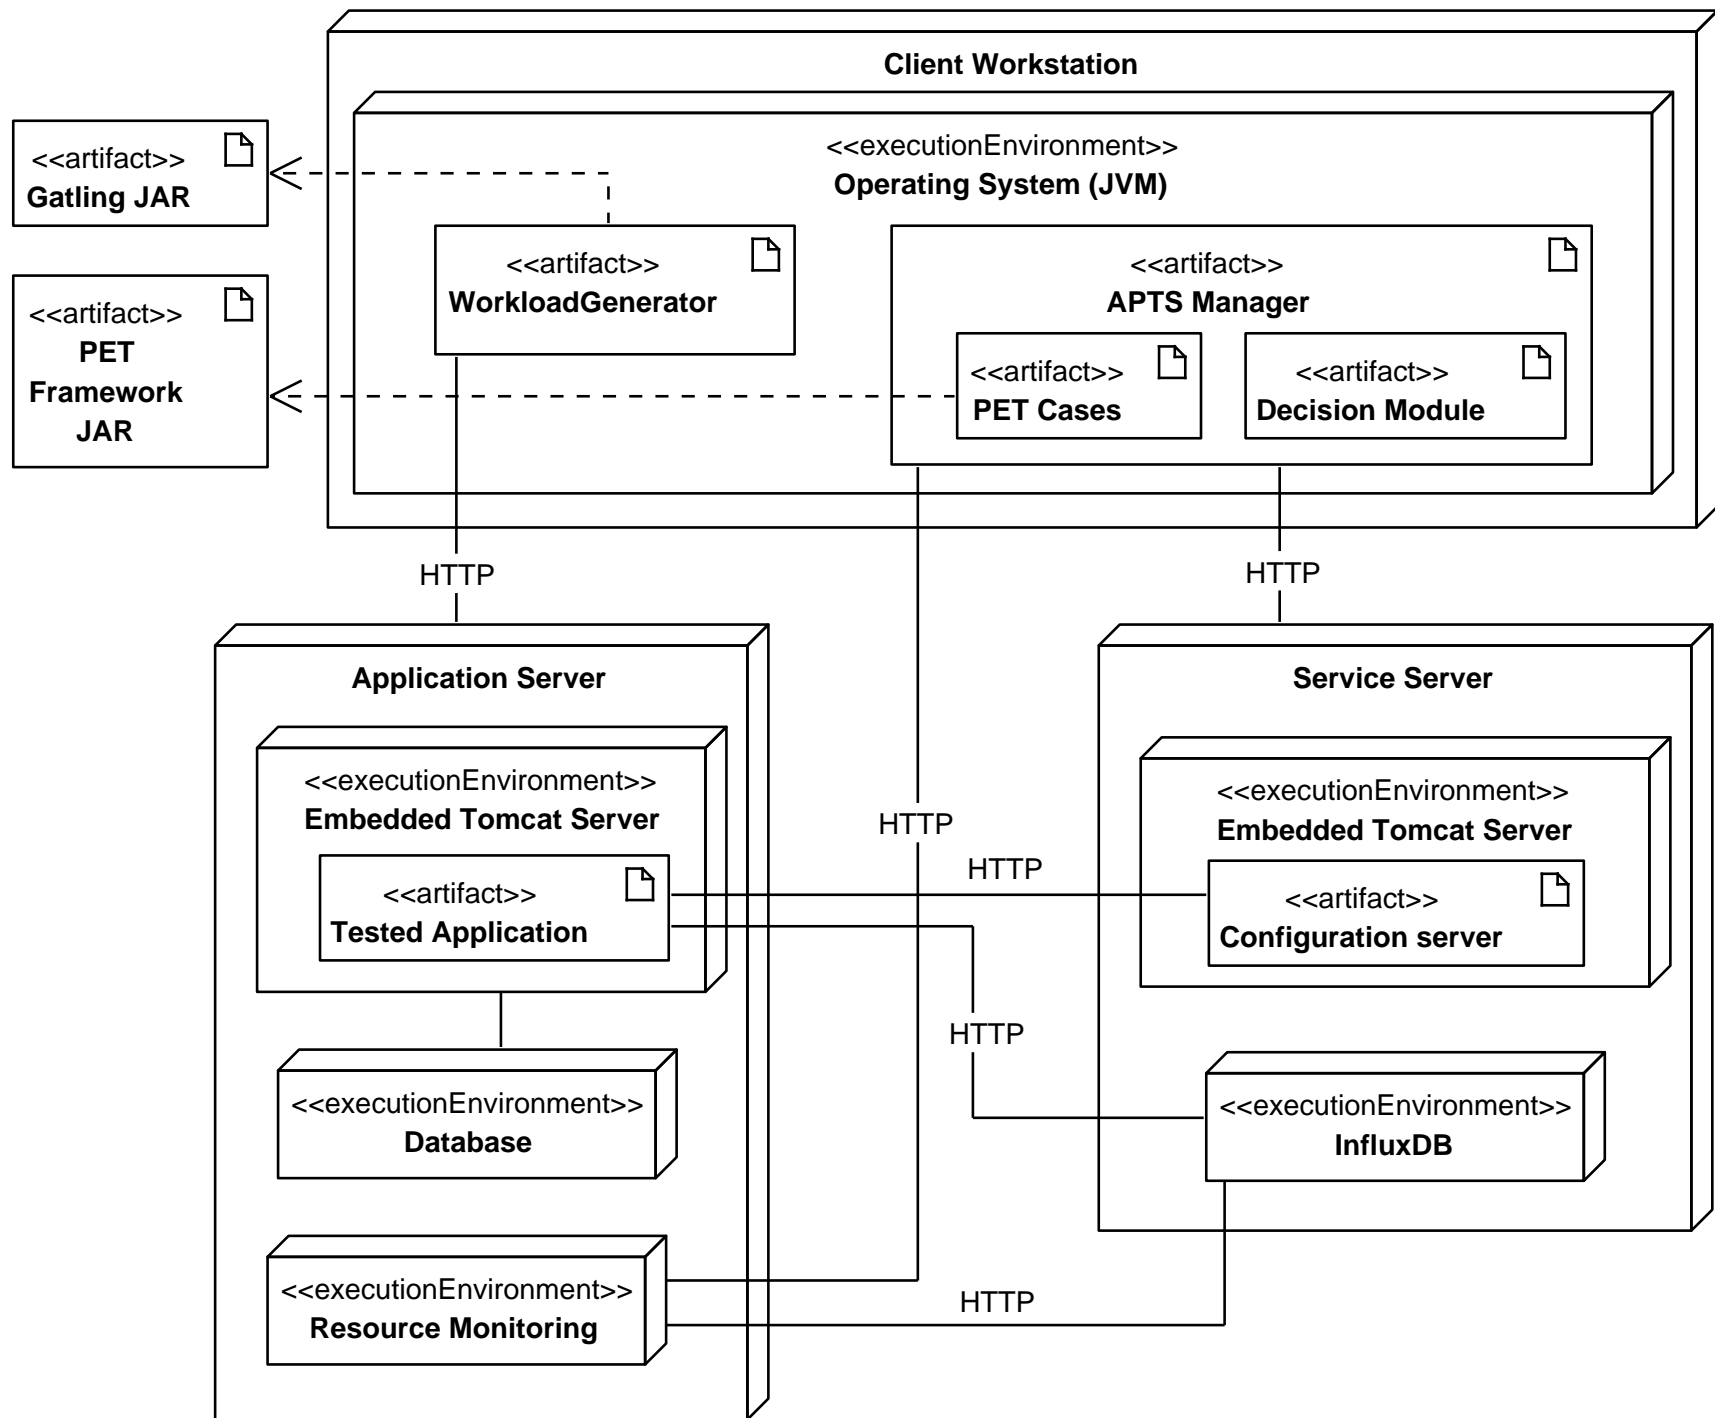 Client Workstation
<<executionEnvironment>>
Operating System (JVM)
<<artifact>>
Gatling JAR
<<artifact>>
PET
Framework
JAR
<<artifact>>
WorkloadGenerator
<<artifact>>
APTS Manager
<<artifact>>
PET Cases
<<artifact>>
Decision Module
HTTP
HTTP
HTTP
Application Server
<<executionEnvironment>>
Embedded Tomcat Server
<<artifact>>
Tested Application
<<executionEnvironment>>
Database
<<executionEnvironment>>
Resource Monitoring
HTTP
HTTP
HTTP
Service Server
<<executionEnvironment>>
Embedded Tomcat Server
<<artifact>>
Configuration server
<<executionEnvironment>>
InfluxDB